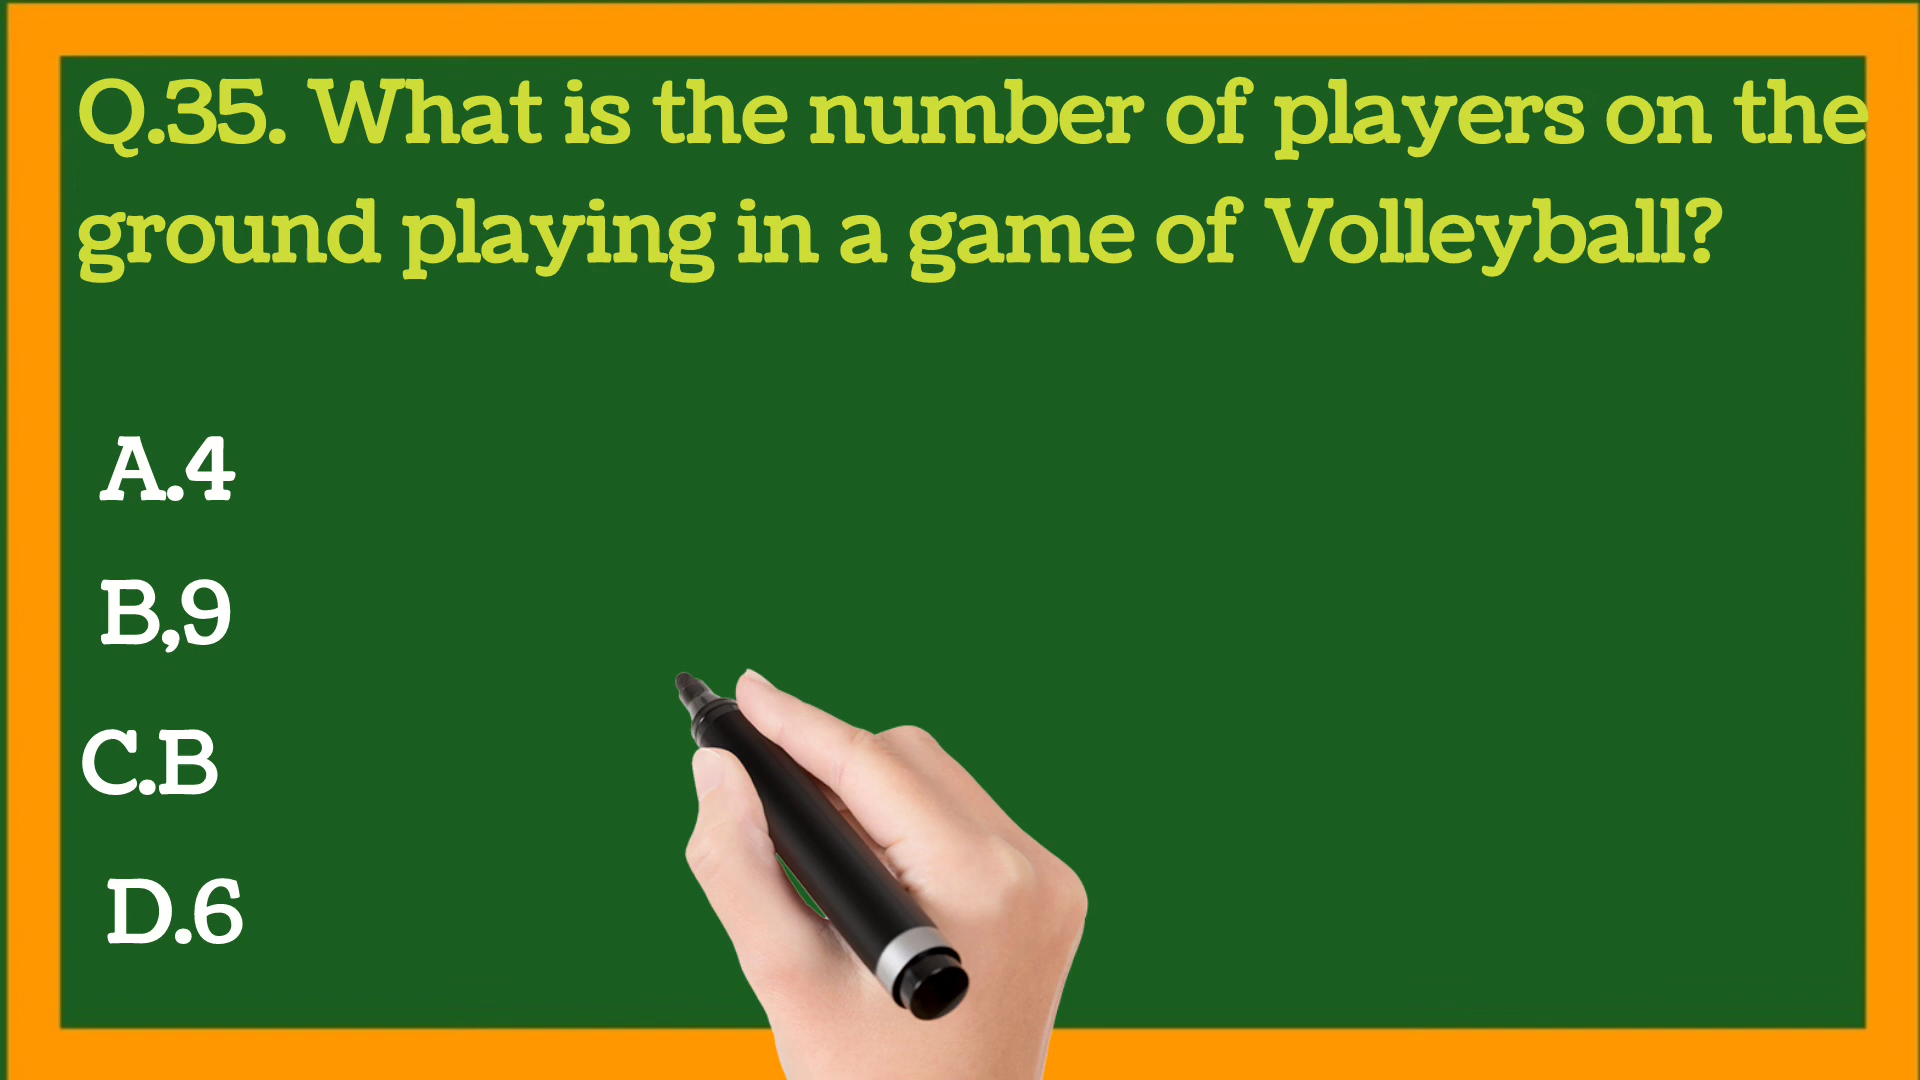 Q.35. What is the number of players on the
ground playing in a game of Volleyball?
A.4
B,9
C.B
D.6